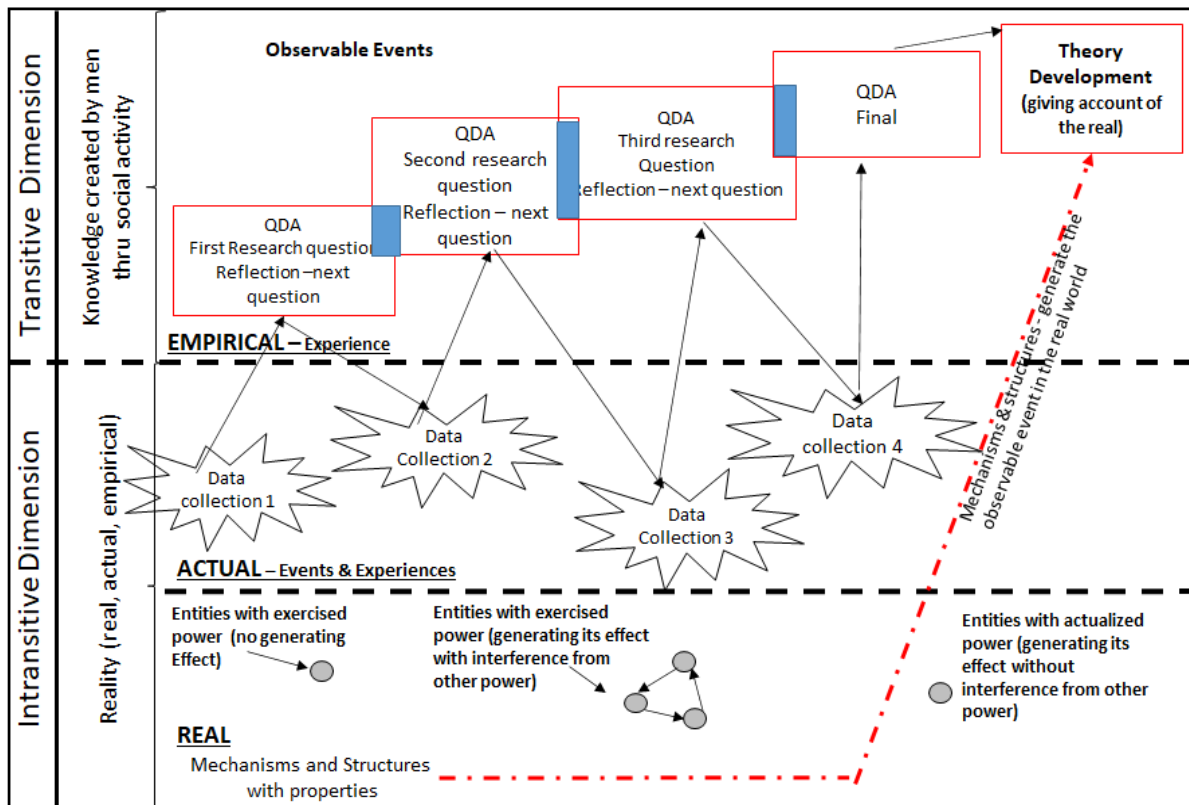 Transitive Dimension
Knowledge created by men
thru social activity
Observable Events
QDA
First Research question
Reflection –next
question
QDA
Second research
question
Reflection – next
question
QDA
Third research
Question
Reflection – next question
QDA
Final
Theory
Development
(giving account of
the real)
EMPIRICAL – Experience
Intransitive Dimension
Reality (real, actual, empirical)
Data
collection 1
Data
Collection 2
Data
Collection 3
Data
collection 4
Mechanisms & structures - generate the
observable event in the real world
ACTUAL – Events & Experiences
Entities with exercised
power (no generating
Effect)
Entities with exercised
power (generating its effect
with interference from
other power)
Entities with actualized
power (generating its
effect without
interference from other
power)
REAL
Mechanisms and Structures
with properties